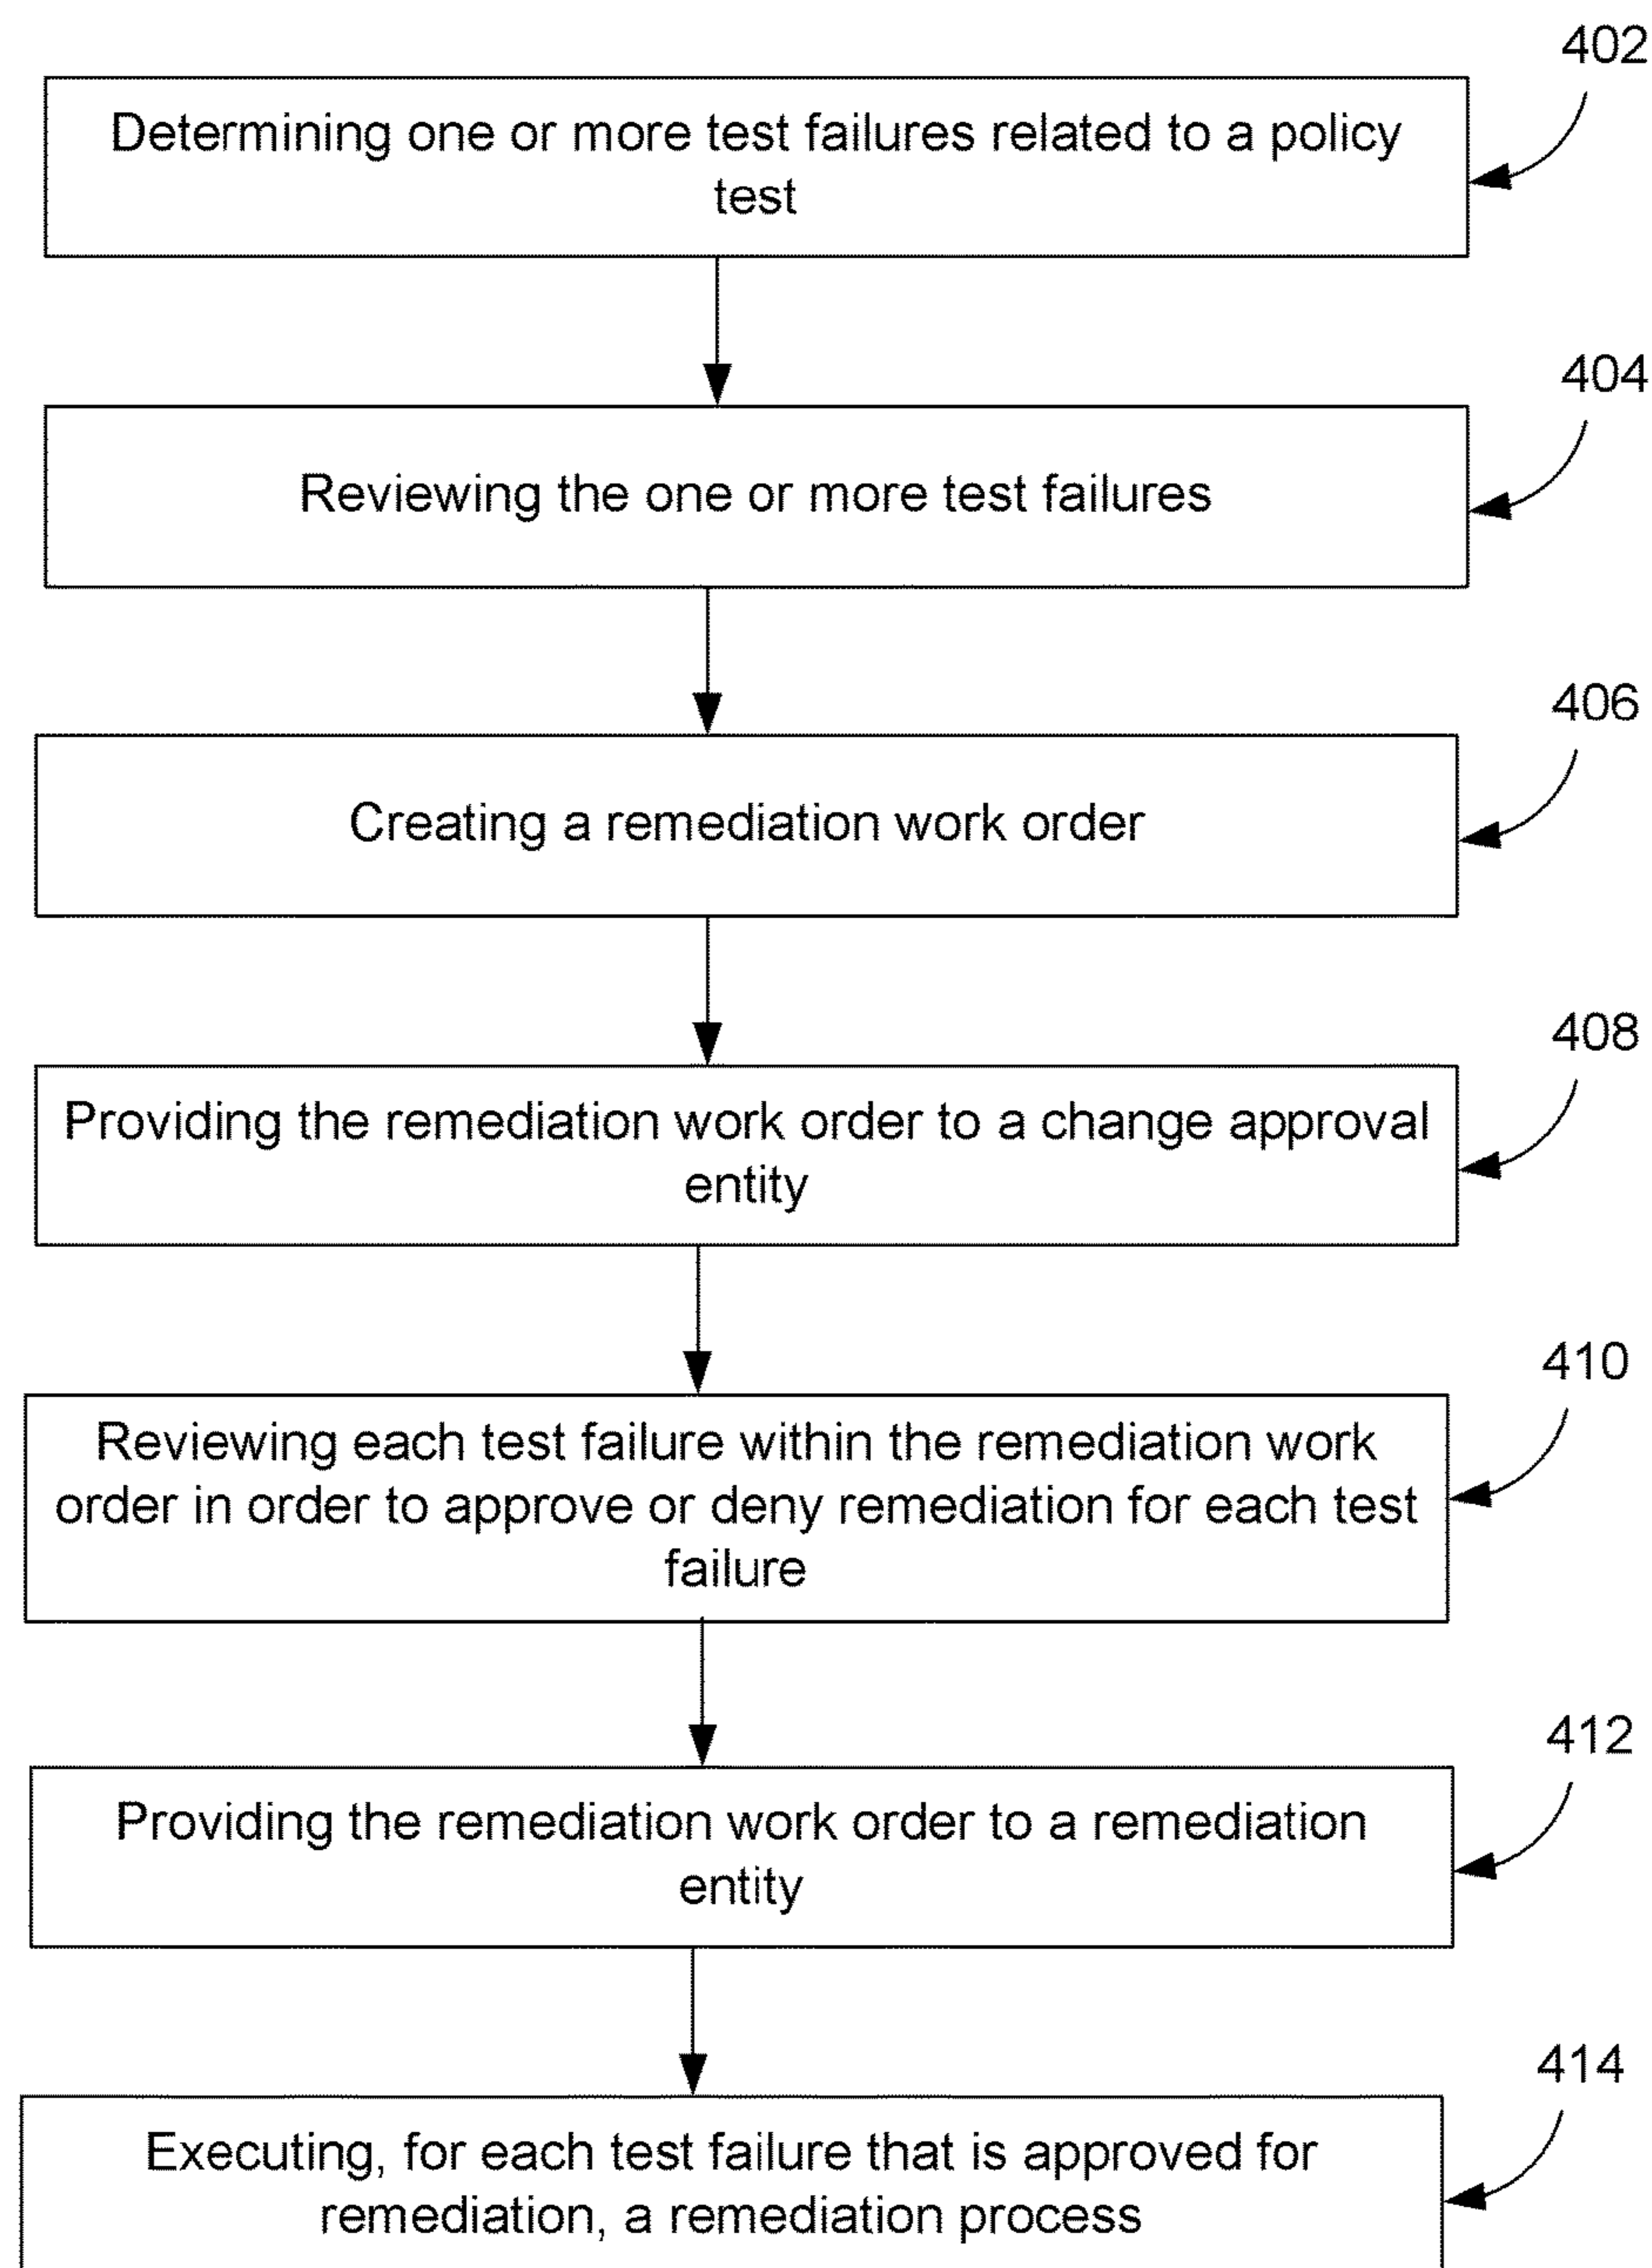 402
Determining one or more test failures related to a policy
test
404
Reviewing the one or more test failures
406
Creating a remediation work order
408
Providing the remediation work order to a change approval
entity
410
Reviewing each test failure within the remediation work
order in order to approve or deny remediation for each test
failure
412
Providing the remediation work order to a remediation
entity
414
Executing, for each test failure that is approved for
remediation, a remediation process